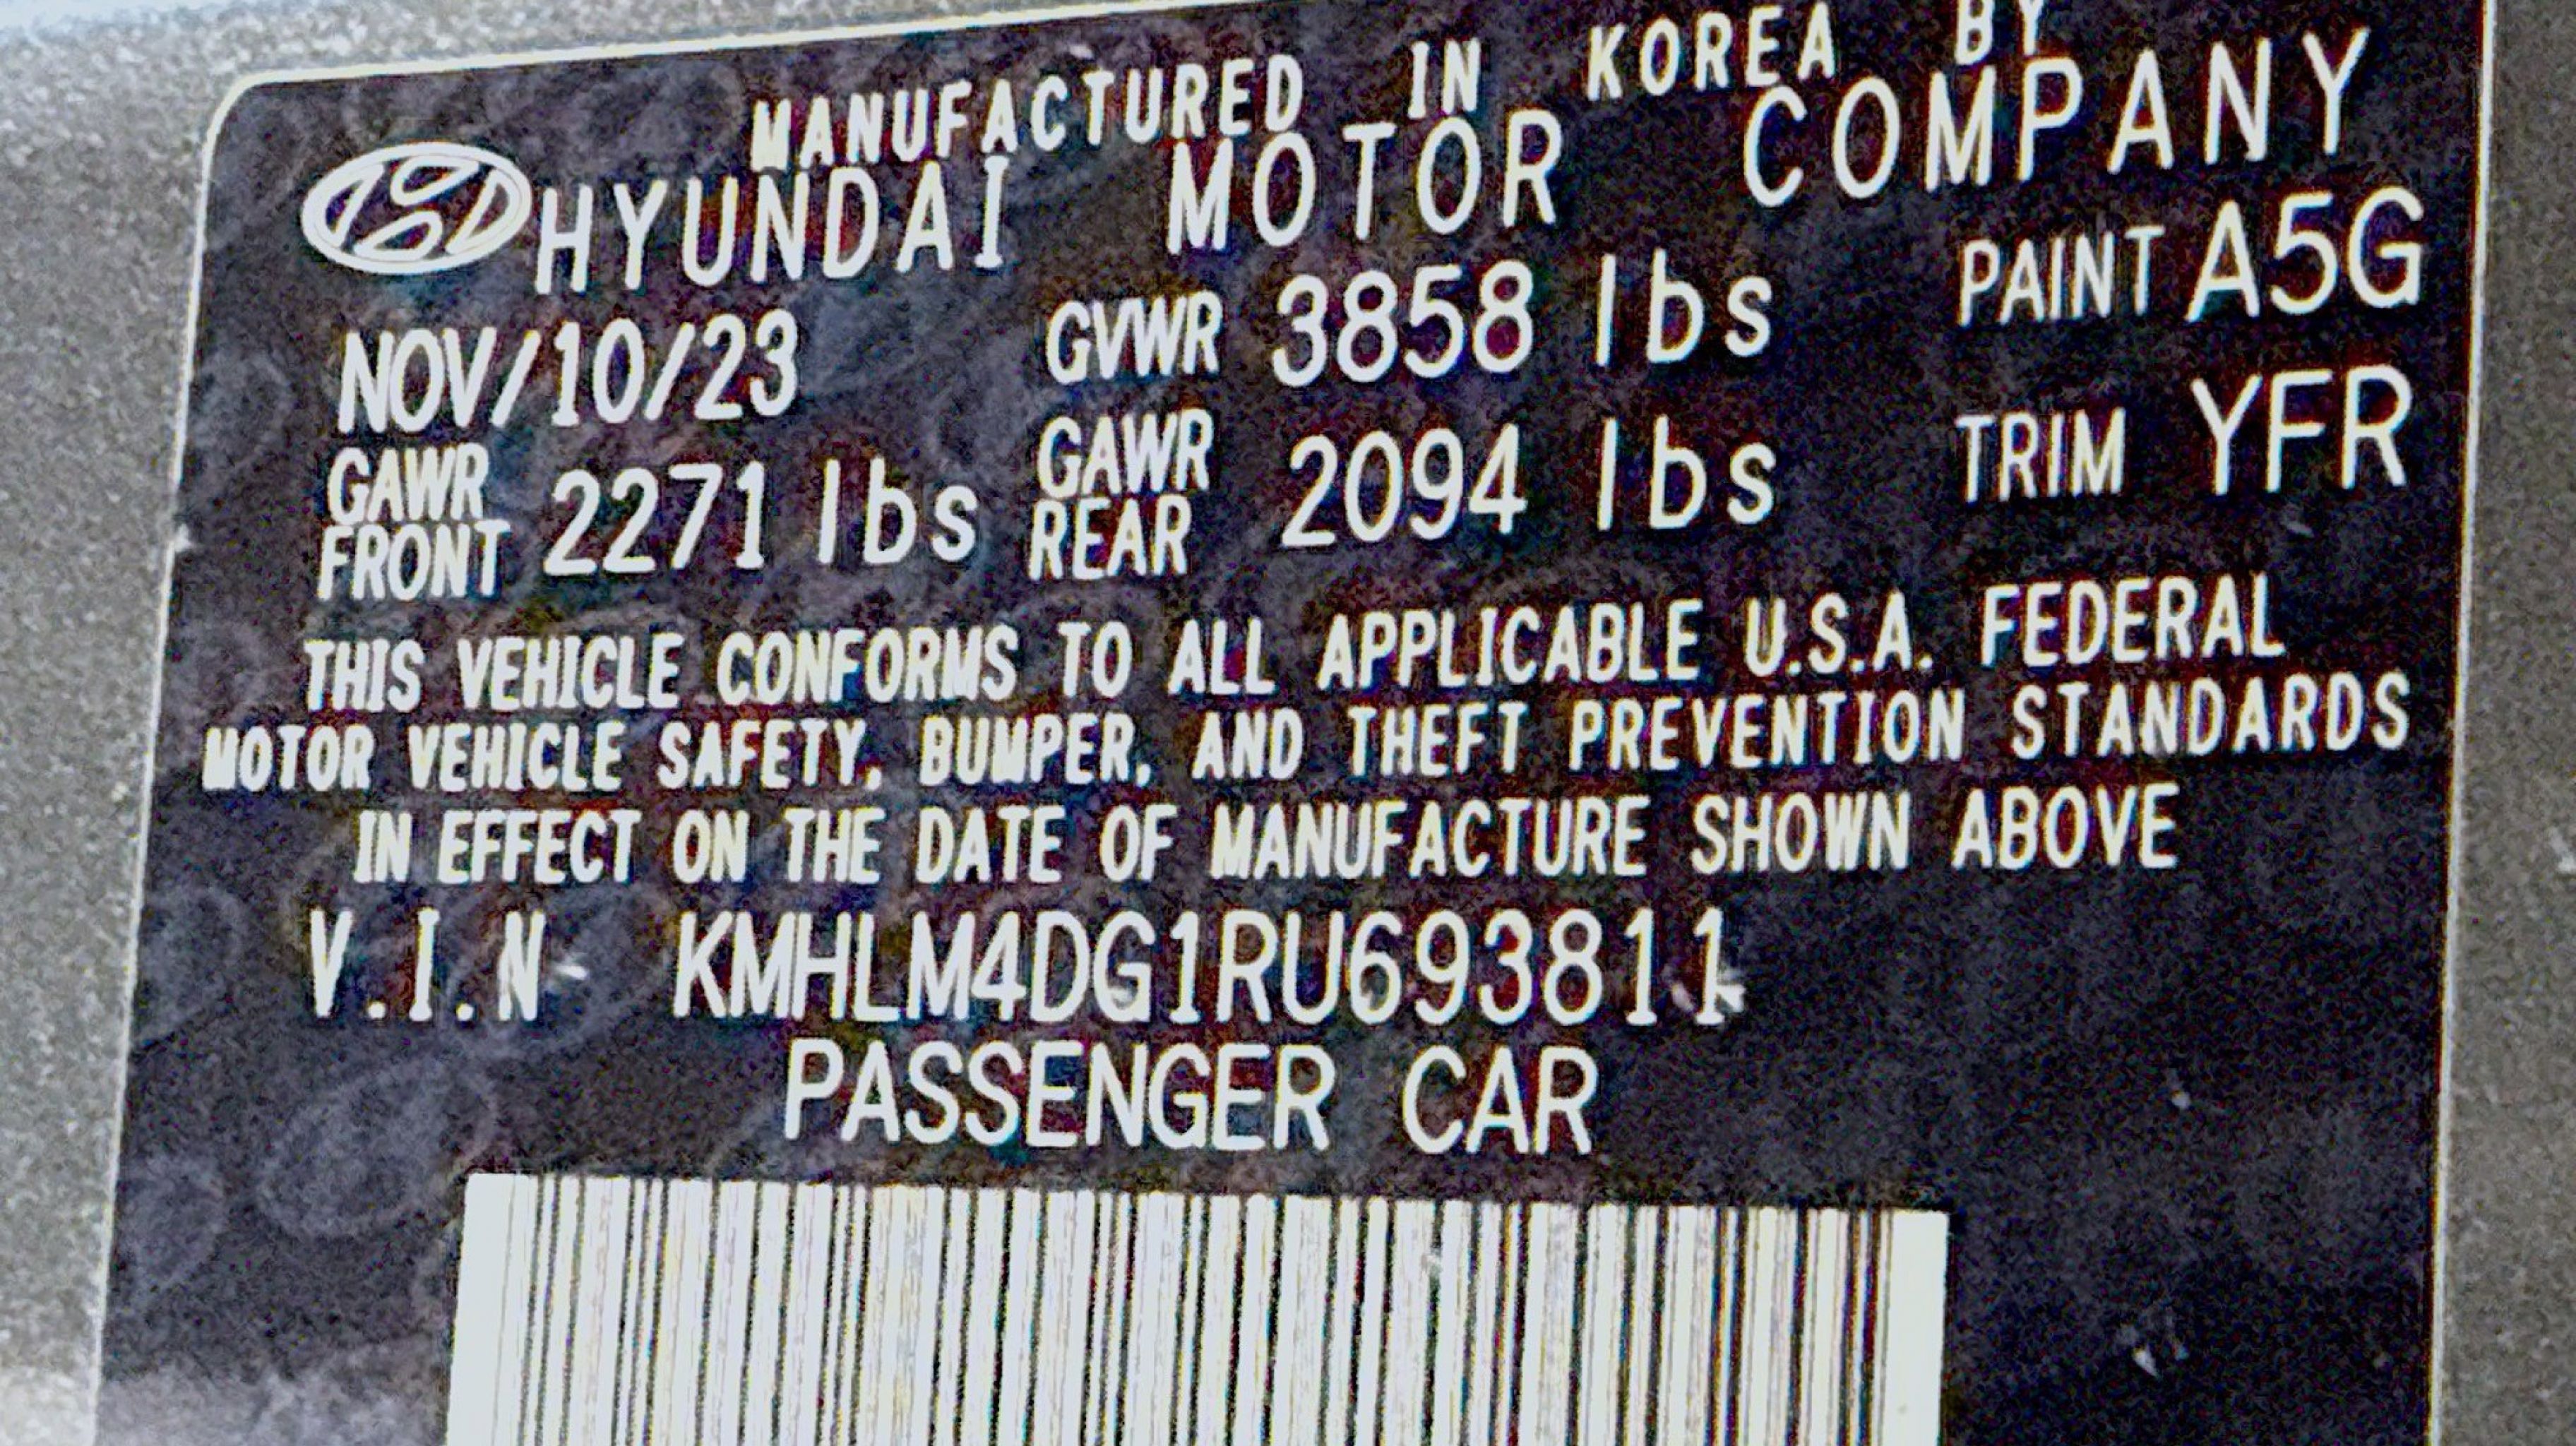 MANUFACTURED IN KOREA BY
HYUNDAI MOTOR COMPANY
NOV/10/23 GVWR 3858 lbs PAINT A5G
GAWR FRONT 2271 lbs GAWR REAR 2094 lbs TRIM YFR
THIS VEHICLE CONFORMS TO ALL APPLICABLE U.S.A. FEDERAL
MOTOR VEHICLE SAFETY, BUMPER, AND THEFT PREVENTION STANDARDS
IN EFFECT ON THE DATE OF MANUFACTURE SHOWN ABOVE
V.I.N KMHLM4DG1RU693811
PASSENGER CAR